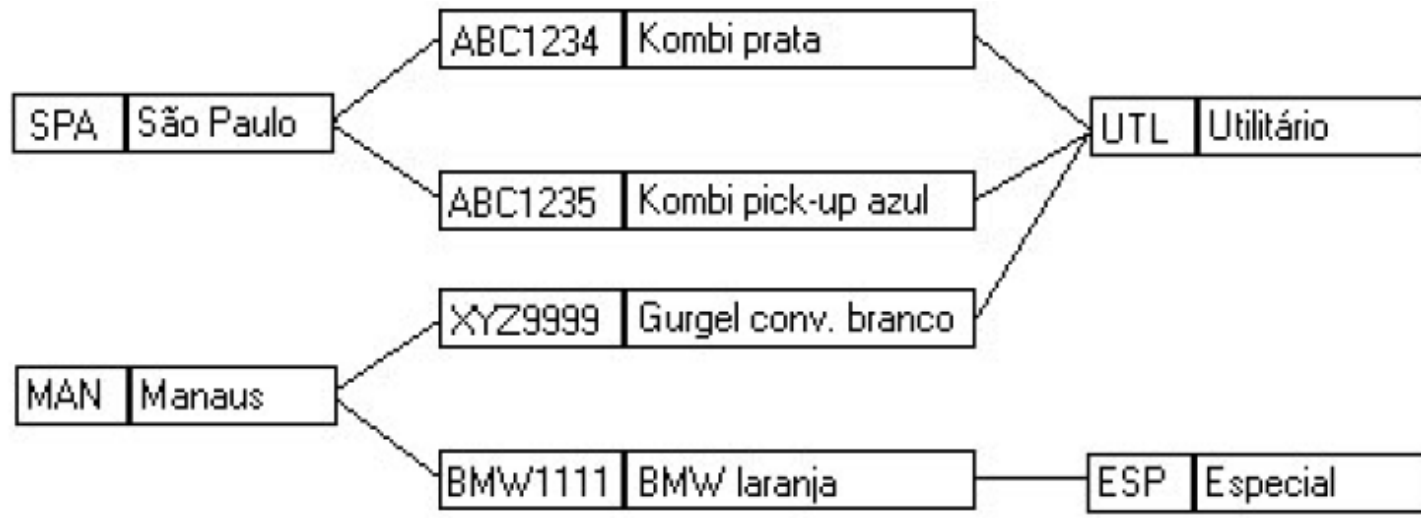 ABC1234 Kombi prata
SPA São Paulo
UTL Utilitário
ABC1235 Kombi pick-up azul
XYZ9999 Gurgel conv. branco
MAN Manaus
BMW1111 BMW laranja
ESP Especial